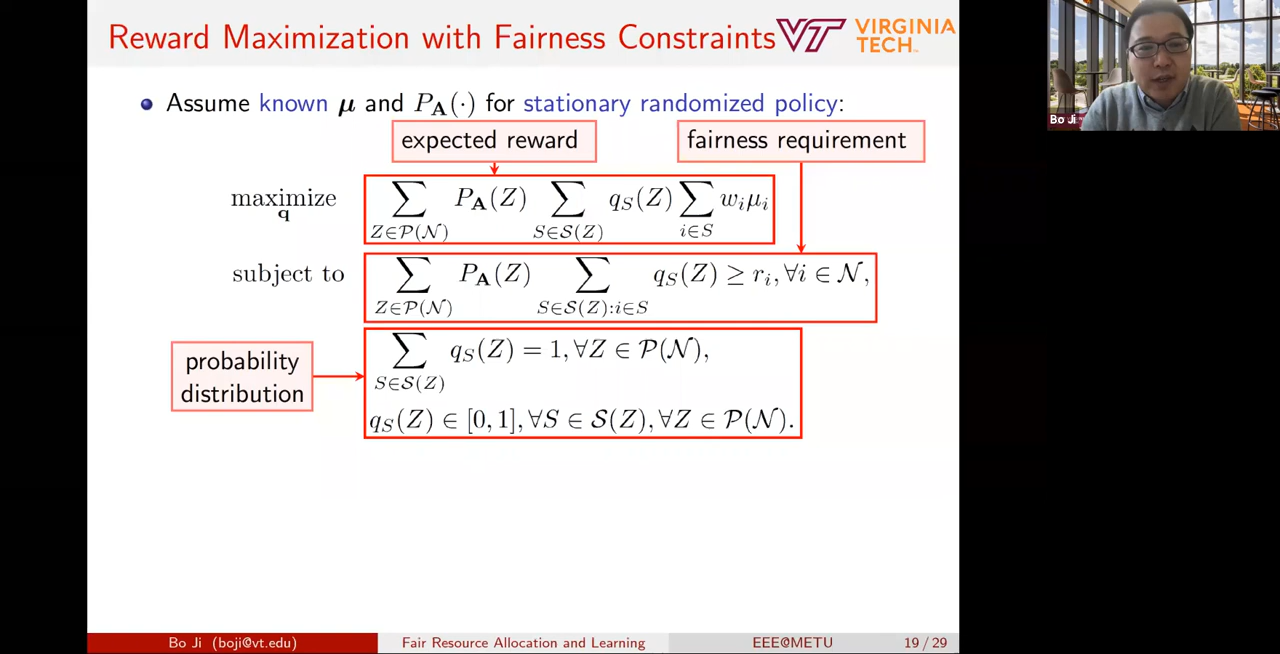 Reward Maximization with Fairness Constraints
VT VIRGINIA TECH™
Bo Ji
Assume known μ and P_A(·) for stationary randomized policy:
expected reward
fairness requirement
maximize_q ∑_{Z∈𝒫(𝒩)} P_A(Z) ∑_{S∈𝒮(Z)} q_S(Z) ∑_{i∈S} w_i μ_i
subject to ∑_{Z∈𝒫(𝒩)} P_A(Z) ∑_{S∈𝒮(Z):i∈S} q_S(Z) ≥ r_i, ∀i ∈ 𝒩,
probability
distribution
∑_{S∈𝒮(Z)} q_S(Z) = 1, ∀Z ∈ 𝒫(𝒩),
q_S(Z) ∈ [0, 1], ∀S ∈ 𝒮(Z), ∀Z ∈ 𝒫(𝒩).
Bo Ji (boji@vt.edu) Fair Resource Allocation and Learning EEE@METU 19 / 29